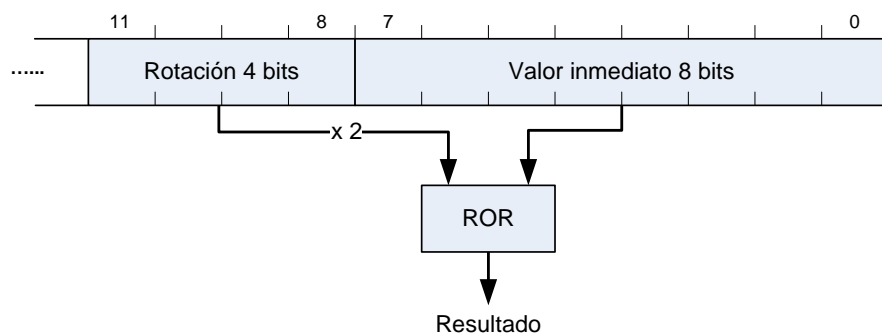 11 8 7 0
…... Rotación 4 bits Valor inmediato 8 bits
x 2
ROR
Resultado